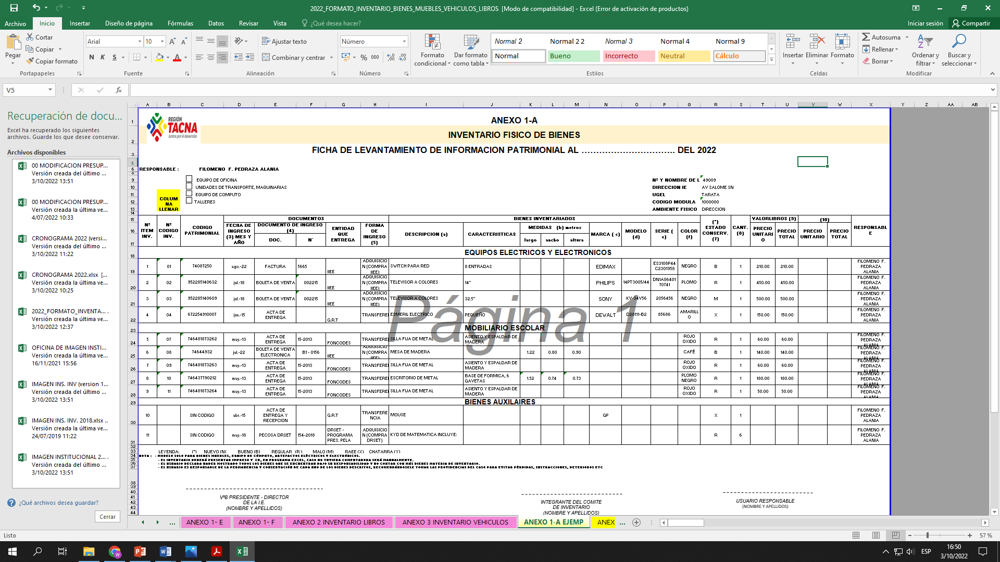 2022_FORMATO_INVENTARIO_BIENES_MUEBLES_VEHICULOS_LIBROS [Modo de compatibilidad] - Excel (Error de activación de productos)
Archivo Inicio Insertar Diseño de página Fórmulas Datos Revisar Vista ¿Qué desea hacer? Iniciar sesión Compartir
Pegar
Cortar
Copiar
Copiar formato
Portapapeles
Arial 10
N K S
Fuente
Ajustar texto
Combinar y centrar
Alineación
Número
% 000
Número
Formato condicional
Dar formato como tabla
Normal 2 Normal 2 2 Normal 3 Normal 4 Normal 9
Normal Bueno Incorrecto Neutral Cálculo
Estilos
Insertar Eliminar Formato
Celdas
Autosuma
Rellenar
Borrar
Ordenar y filtrar
Buscar y seleccionar
Modificar
V5
fx
Recuperación de docu...
Excel ha recuperado los siguientes
archivos. Guarde los que desee conservar.
Archivos disponibles
00 MODIFICACION PRESUP...
Versión creada del último ...
3/10/2022 13:51
00 MODIFICACION PRESUP...
Versión creada la última ve...
4/07/2022 10:33
CRONOGRAMA 2022 (versi...
Versión creada del último ...
3/10/2022 11:22
CRONOGRAMA 2022.xlsx [...
Versión creada la última ve...
3/10/2022 10:25
2022_FORMATO_INVENTA... .
Versión creada la última ve...
3/10/2022 12:37
OFICINA DE IMAGEN INSTI...
Versión creada la última ve...
16/11/2021 15:56
IMAGEN INS. INV (version 1...
Versión creada del último ...
3/10/2022 13:51
IMAGEN INS. INV. 2018.xlsx ..
Versión creada la última ve...
24/07/2019 11:22
IMAGEN INSTITUCIONAL 2... .
Versión creada del último ...
3/10/2022 13:51
¿Qué archivos desea guardar?
Cerrar
A B C D E F G H I J K L M N O P Q R S T U V W X Y Z AA AB
REGIÓN
TACNA
Juntos por el desarrollo
ANEXO 1-A
INVENTARIO FISICO DE BIENES
FICHA DE LEVANTAMIENTO DE INFORMACION PATRIMONIAL AL ................................ DEL 2022
RESPONSABLE : FILOMENO F. PEDRAZA ALANIA
EQUIPO DE OFICINA
UNIDADES DE TRANSPORTE, MAQUINARIAS
EQUIPO DE COMPUTO
TALLERES
COLUM
NA
LLENAR
Nº Y NOMBRE DE L 49009
DIRECCION IE AV SALOME SN
UGEL TARATA
CODIGO MODULA 1000000
AMBIENTE FISICO DIRECCION
DOCUMENTOS BIENES INVENTARIADOS VALORLIBROS (9) (10)
Nº ITEM INV. Nº CODIGO INV. CODIGO PATRIMONIAL FECHA DE INGRESO (3) MES Y AÑO DOCUMENTO DE INGRESO (4) DOC. N° ENTIDAD QUE ENTREGA FORMA DE INGRESO (5) DESCRIPCION (a) CARACTERISTICAS MEDIDAS (b) metros largo ancho altura MARCA ( c) MODELO (d) SERIE ( e) COLOR (f) (*) ESTADO CONSERV. (7) CANT. (8) PRECIO UNITARI O PRECIO TOTAL PRECIO UNITARIO PRECIO TOTAL RESPONSABL E
EQUIPOS ELECTRICOS Y ELECTRONICOS
1 01 74087250 ago.-22 FACTURA 5665 IIEE ADQUISICIO N (COMPRA IIEE) SWITCH PARA RED 8 ENTRADAS EDIMAX ES3108P44 C2301958 NEGRO B 1 210.00 210.00 FILOMENO F. PEDRAZA ALANIA
2 02 952285140632 jul.-18 BOLETA DE VENTA 002215 IIEE ADQUISICIO N (COMPRA IIEE) TELEVISOR A COLORES 14" PHILIPS 14PT3005/44 DN1A06401 70741 PLOMO R 1 450.00 450.00 FILOMENO F. PEDRAZA ALANIA
3 03 952285140609 jul.-18 BOLETA DE VENTA 002215 IIEE ADQUISICIO N (COMPRA IIEE) TELEVISOR A COLORES 32.5" SONY KV-34V56 2056456 NEGRO M 1 500.00 500.00 FILOMENO F. PEDRAZA ALANIA
4 04 672254910007 jun.-15 ACTA DE ENTREGA G.R.T TRANSFEREI ESMERIL ELECTRICO PEQUEÑO DEWALT D28111-B2 85686 AMARILL O X 1 150.00 150.00 FILOMENO F. PEDRAZA ALANIA
Página 1
MOBILIARIO ESCOLAR
5 07 746481873262 may.-13 ACTA DE ENTREGA 15-2013 FONCODES TRANSFEREI SILLA FIJA DE METAL ASIENTO Y ESPALDAR DE MADERA ROJO OXIDO R 1 60.00 60.00 FILOMENO F. PEDRAZA ALANIA
6 08 74644932 jul.-22 BOLETA DE VENTA ELECTRONICA B1 - 0156 IIEE ADQUISICIO N (COMPRA IIEE) MESA DE MADERA 1.22 0.80 0.90 CAFÉ B 1 140.00 140.00 FILOMENO F. PEDRAZA ALANIA
7 09 746481873263 may.-13 ACTA DE ENTREGA 15-2013 FONCODES TRANSFEREI SILLA FIJA DE METAL ASIENTO Y ESPALDAR DE MADERA ROJO OXIDO R 1 60.00 60.00 FILOMENO F. PEDRAZA ALANIA
8 10 746437790212 may.-13 ACTA DE ENTREGA 15-2013 FONCODES TRANSFEREI ESCRITORIO DE METAL BASE DE FORMICA, 6 GAVETAS 1.52 0.74 0.73 PLOMO NEGRO R 1 180.00 180.00 FILOMENO F. PEDRAZA ALANIA
9 11 746481873264 may.-13 ACTA DE ENTREGA 15-2013 FONCODES TRANSFEREI SILLA FIJA DE METAL ASIENTO Y ESPALDAR DE MADERA ROJO OXIDO R 1 50.00 50.00 FILOMENO F. PEDRAZA ALANIA
BIENES AUXILAIRES
10 SIN CODIGO abr.-15 ACTA DE ENTREGA Y RECEPCION G.R.T TRANSFERE NCIA MOUSE GP X 1 FILOMENO F. PEDRAZA ALANIA
11 SIN CODIGO may.-18 PECOSA DRSET 154-2018 DRSET - PROGRAMA PRES. PELA ADQUISICIO N (COMPRA DRSET) KYD DE MATEMATICA INCLUYE: R 6 FILOMENO F. PEDRAZA ALANIA
LEYENDA: (*) NUEVO (N) BUENO (B) REGULAR (R ) MALO (M) RAEE (X) CHATARRA (Y)
NOTA : - MODELO SOLO PARA BIENES MUEBLES, EQUIPO DE CÓMPUTO, ARTEFACTOS ELÉCTRICOS Y ELECTRÓNICOS.
- EL INVENTARIO DEBERÁ PRESENTAR IMPRESO Y CD, EN PROGRAMA EXCEL, CASO NO TUVIERA COMPUTADORA SERÁ MANUALMENTE.
- EL USUARIO DECLARA HABER MOSTRADO TODOS LOS BIENES QUE SE ENCUENTRAN BAJO SU RESPONSABILIDAD Y NO CONTAR CON MÁS BIENES MATERIA DE INVENTARIO.
- EL USUARIO ES RESPONSABLE DE LA PERMANENCIA Y CONSERVACIÓN DE CADA UNO DE LOS BIENES DESCRITOS, RECOMENDÁNDOSELE TOMAR LAS PROVIDENCIAS DEL CASO PARA EVITAR PÉRDIDAS, SUSTRACCIONES, DETERIOROS ETC
VºB PRESIDENTE - DIRECTOR
DE LA I.E.
(NOMBRE Y APELLIDOS)
INTEGRANTE DEL COMITE
DE INVENTARIO
(NOMBRE Y APELLIDOS)
USUARIO RESPONSABLE
(NOMBRE Y APELLIDOS)
... ANEXO 1- E ANEXO 1- F ANEXO 2 INVENTARIO LIBROS ANEXO 3 INVENTARIO VEHICULOS ANEXO 1-A EJEMP ANEX ...
Listo 57 %
ESP 16:50
3/10/2022